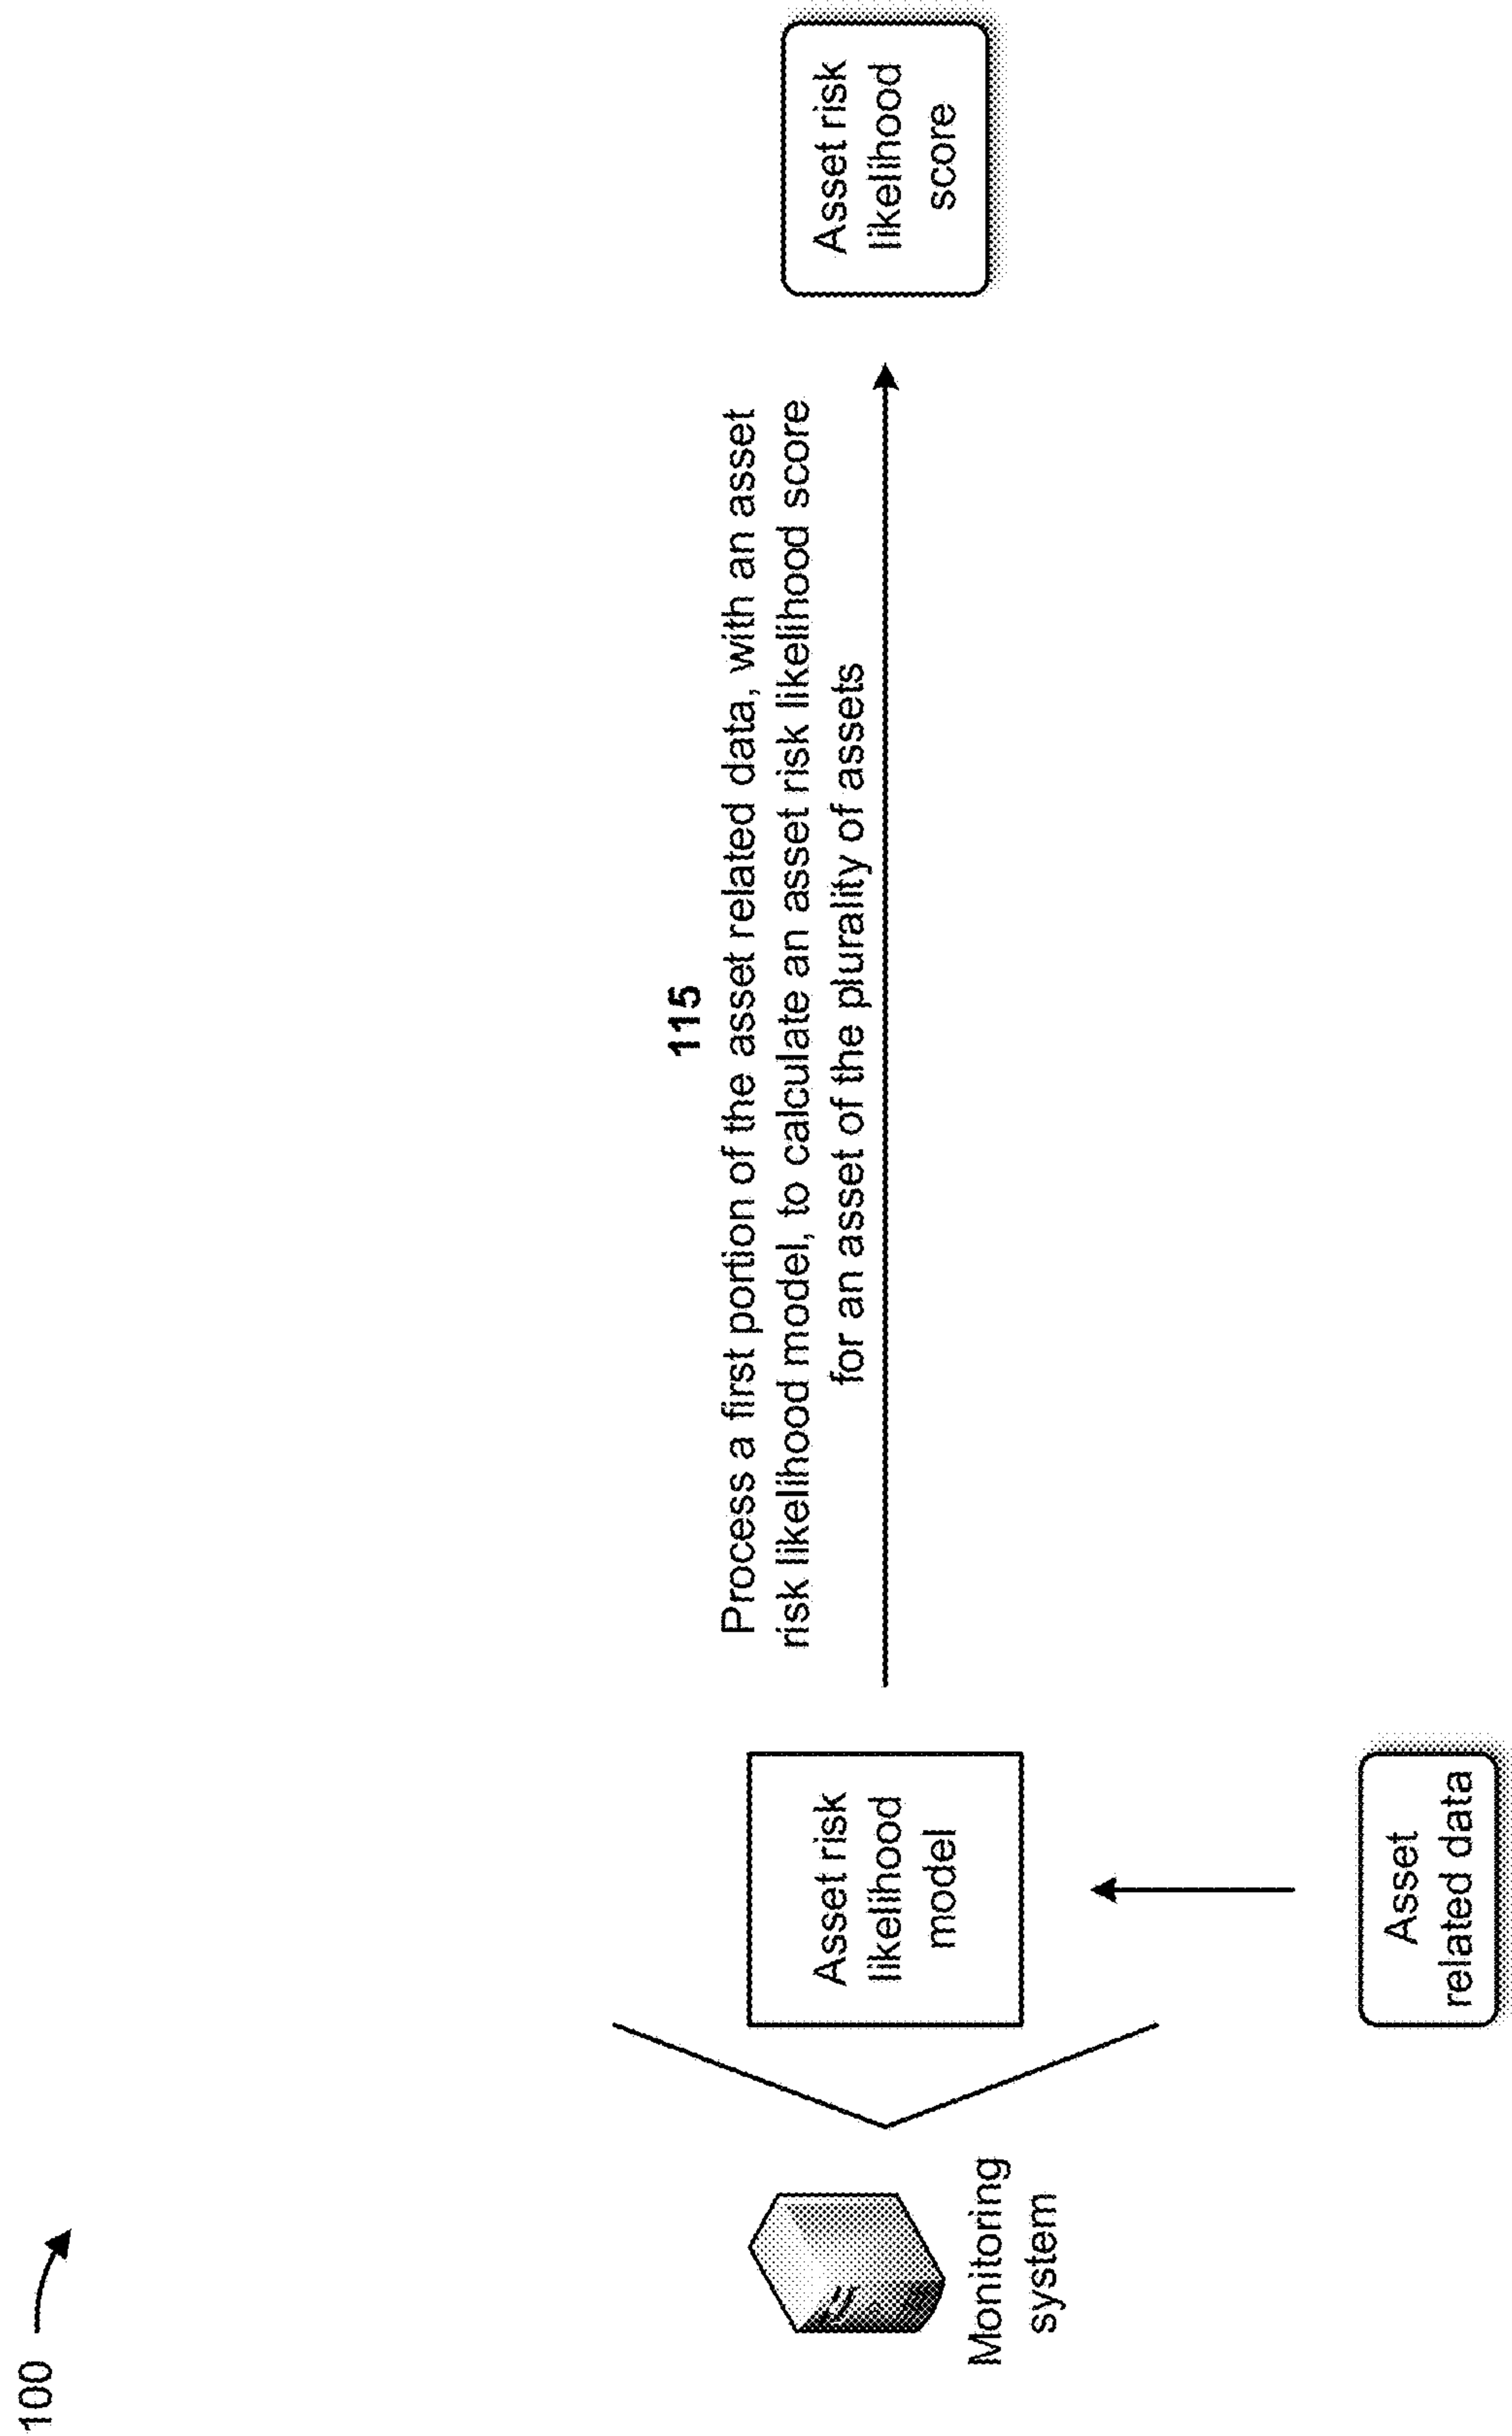 100
115
Process a first portion of the asset related data, with an asset
risk likelihood model, to calculate an asset risk likelihood score
for an asset of the plurality of assets
Monitoring
system
Asset risk
likelihood
model
Asset risk
likelihood
score
Asset
related data